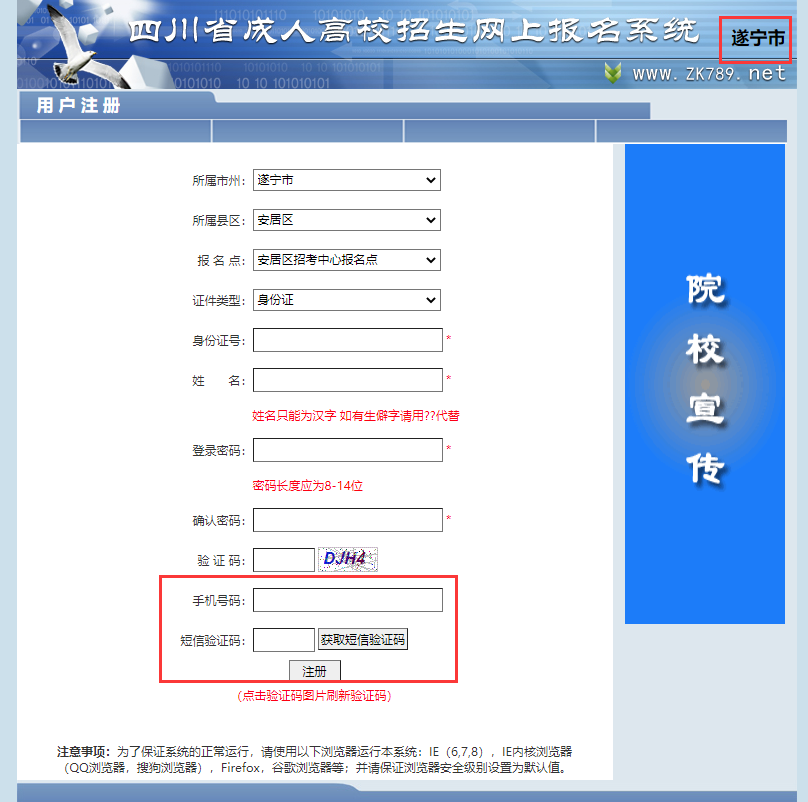 四川省成人高校招生网上报名系统
遂宁市
www.ZK789.net
用户注册
所属市州： 遂宁市
所属县区： 安居区
报 名 点： 安居区招考中心报名点
证件类型： 身份证
身份证号： *
姓 名： *
姓名只能为汉字 如有生僻字请用??代替
登录密码： *
密码长度应为8-14位
确认密码： *
验 证 码： DJH4
手机号码：
短信验证码： 获取短信验证码
注册
（点击验证码图片刷新验证码）
注意事项：为了保证系统的正常运行，请使用以下浏览器运行本系统：IE（6,7,8），IE内核浏览器
（QQ浏览器，搜狗浏览器），Firefox，谷歌浏览器等；并请保证浏览器安全级别设置为默认值。
院
校
宣
传